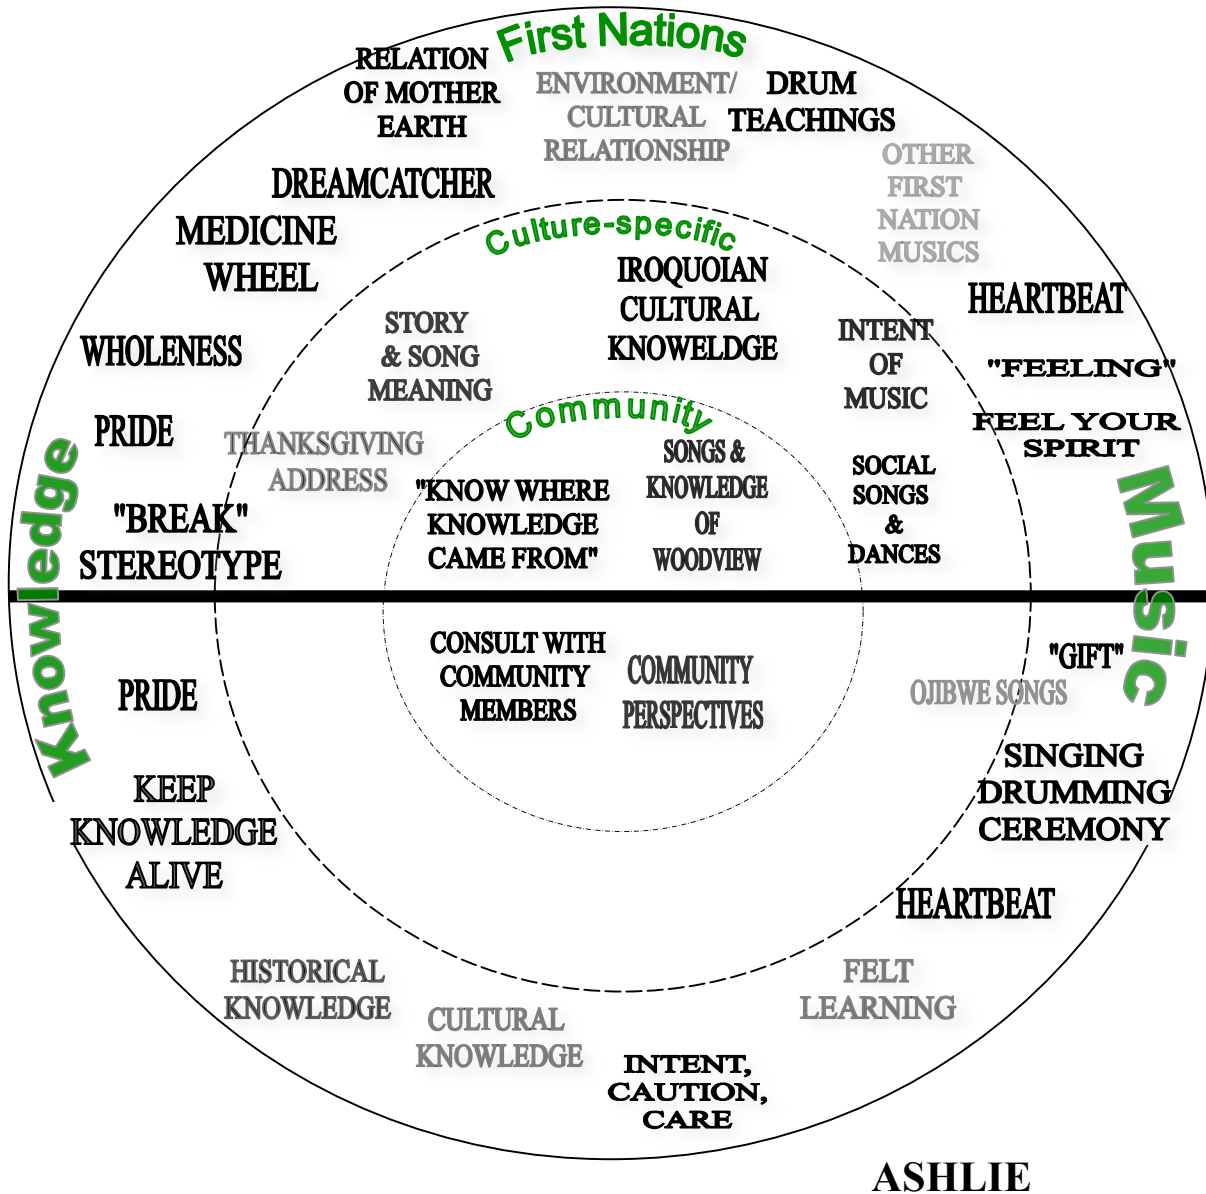 First Nations
RELATION
OF MOTHER
EARTH
ENVIRONMENT/
CULTURAL
RELATIONSHIP
DRUM
TEACHINGS
OTHER
FIRST
NATION
MUSICS
DREAMCATCHER
MEDICINE
WHEEL
Culture-specific
IROQUOIAN
CULTURAL
KNOWELDGE
HEARTBEAT
STORY
& SONG
MEANING
INTENT
OF
MUSIC
WHOLENESS
"FEELING"
Community
PRIDE
FEEL YOUR
SPIRIT
THANKSGIVING
ADDRESS
SONGS &
KNOWLEDGE
OF
WOODVIEW
SOCIAL
SONGS
&
DANCES
"KNOW WHERE
KNOWLEDGE
CAME FROM"
"BREAK"
STEREOTYPE
Knowledge
Music
CONSULT WITH
COMMUNITY
MEMBERS
COMMUNITY
PERSPECTIVES
"GIFT"
OJIBWE SONGS
PRIDE
SINGING
DRUMMING
CEREMONY
KEEP
KNOWLEDGE
ALIVE
HEARTBEAT
HISTORICAL
KNOWLEDGE
FELT
LEARNING
CULTURAL
KNOWLEDGE
INTENT,
CAUTION,
CARE
ASHLIE